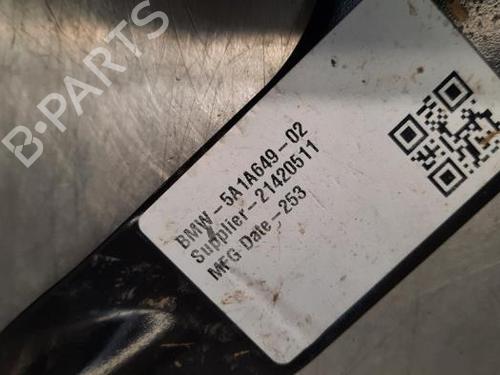 B-PARTS
BMW-5A1A649-02
Supplier-21420511
MFG Date-253